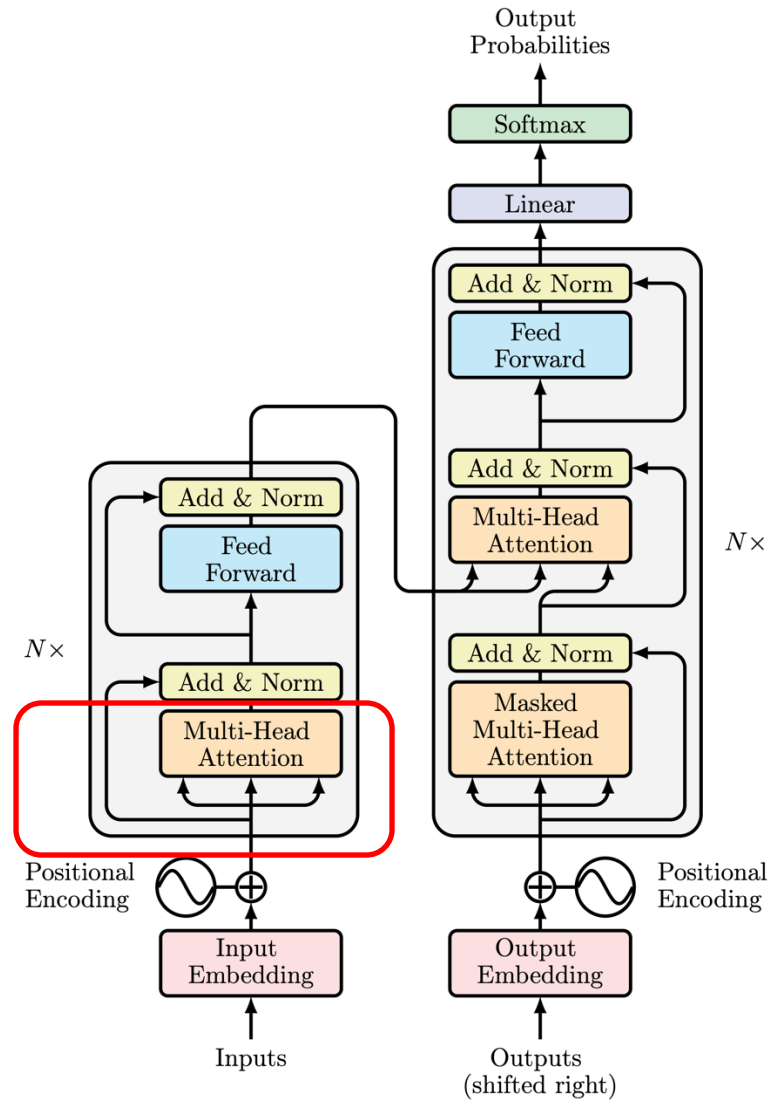 Output
Probabilities
Softmax
Linear
Add & Norm
Feed
Forward
Add & Norm
Multi-Head
Attention
N×
Add & Norm
Masked
Multi-Head
Attention
Add & Norm
Feed
Forward
N×
Add & Norm
Multi-Head
Attention
Positional
Encoding
Positional
Encoding
Input
Embedding
Output
Embedding
Inputs
Outputs
(shifted right)